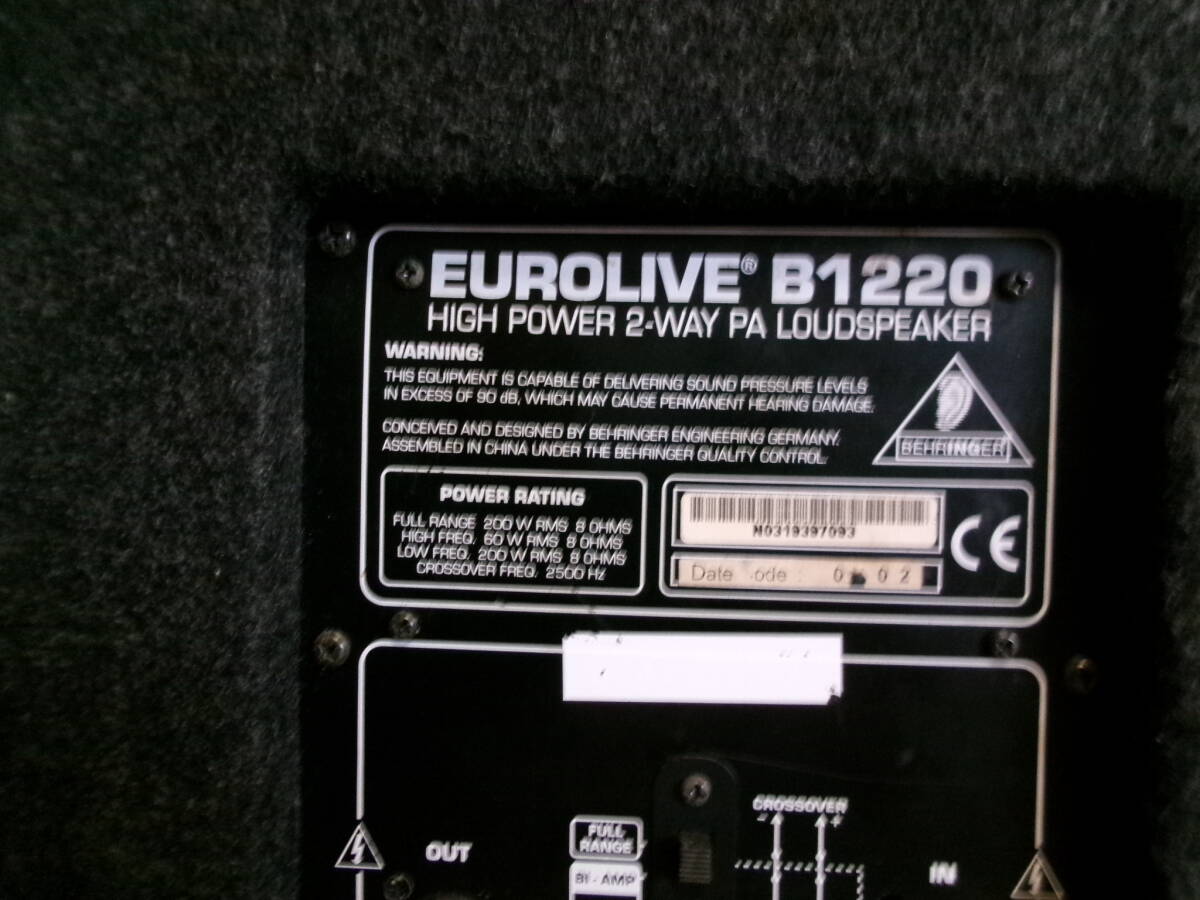 EUROLIVE® B1220
HIGH POWER 2-WAY PA LOUDSPEAKER
WARNING:
THIS EQUIPMENT IS CAPABLE OF DELIVERING SOUND PRESSURE LEVELS
IN EXCESS OF 90 dB, WHICH MAY CAUSE PERMANENT HEARING DAMAGE.
CONCEIVED AND DESIGNED BY BEHRINGER ENGINEERING GERMANY.
ASSEMBLED IN CHINA UNDER THE BEHRINGER QUALITY CONTROL.
BEHRINGER
POWER RATING
FULL RANGE 200 W RMS 8 OHMS
HIGH FREQ. 60 W RMS 8 OHMS
LOW FREQ. 200 W RMS 8 OHMS
CROSSOVER FREQ. 2500 Hz
N0319397093
Date ode : 0 02
CE
CROSSOVER
- +
FULL
RANGE
BI-AMP
OUT
IN